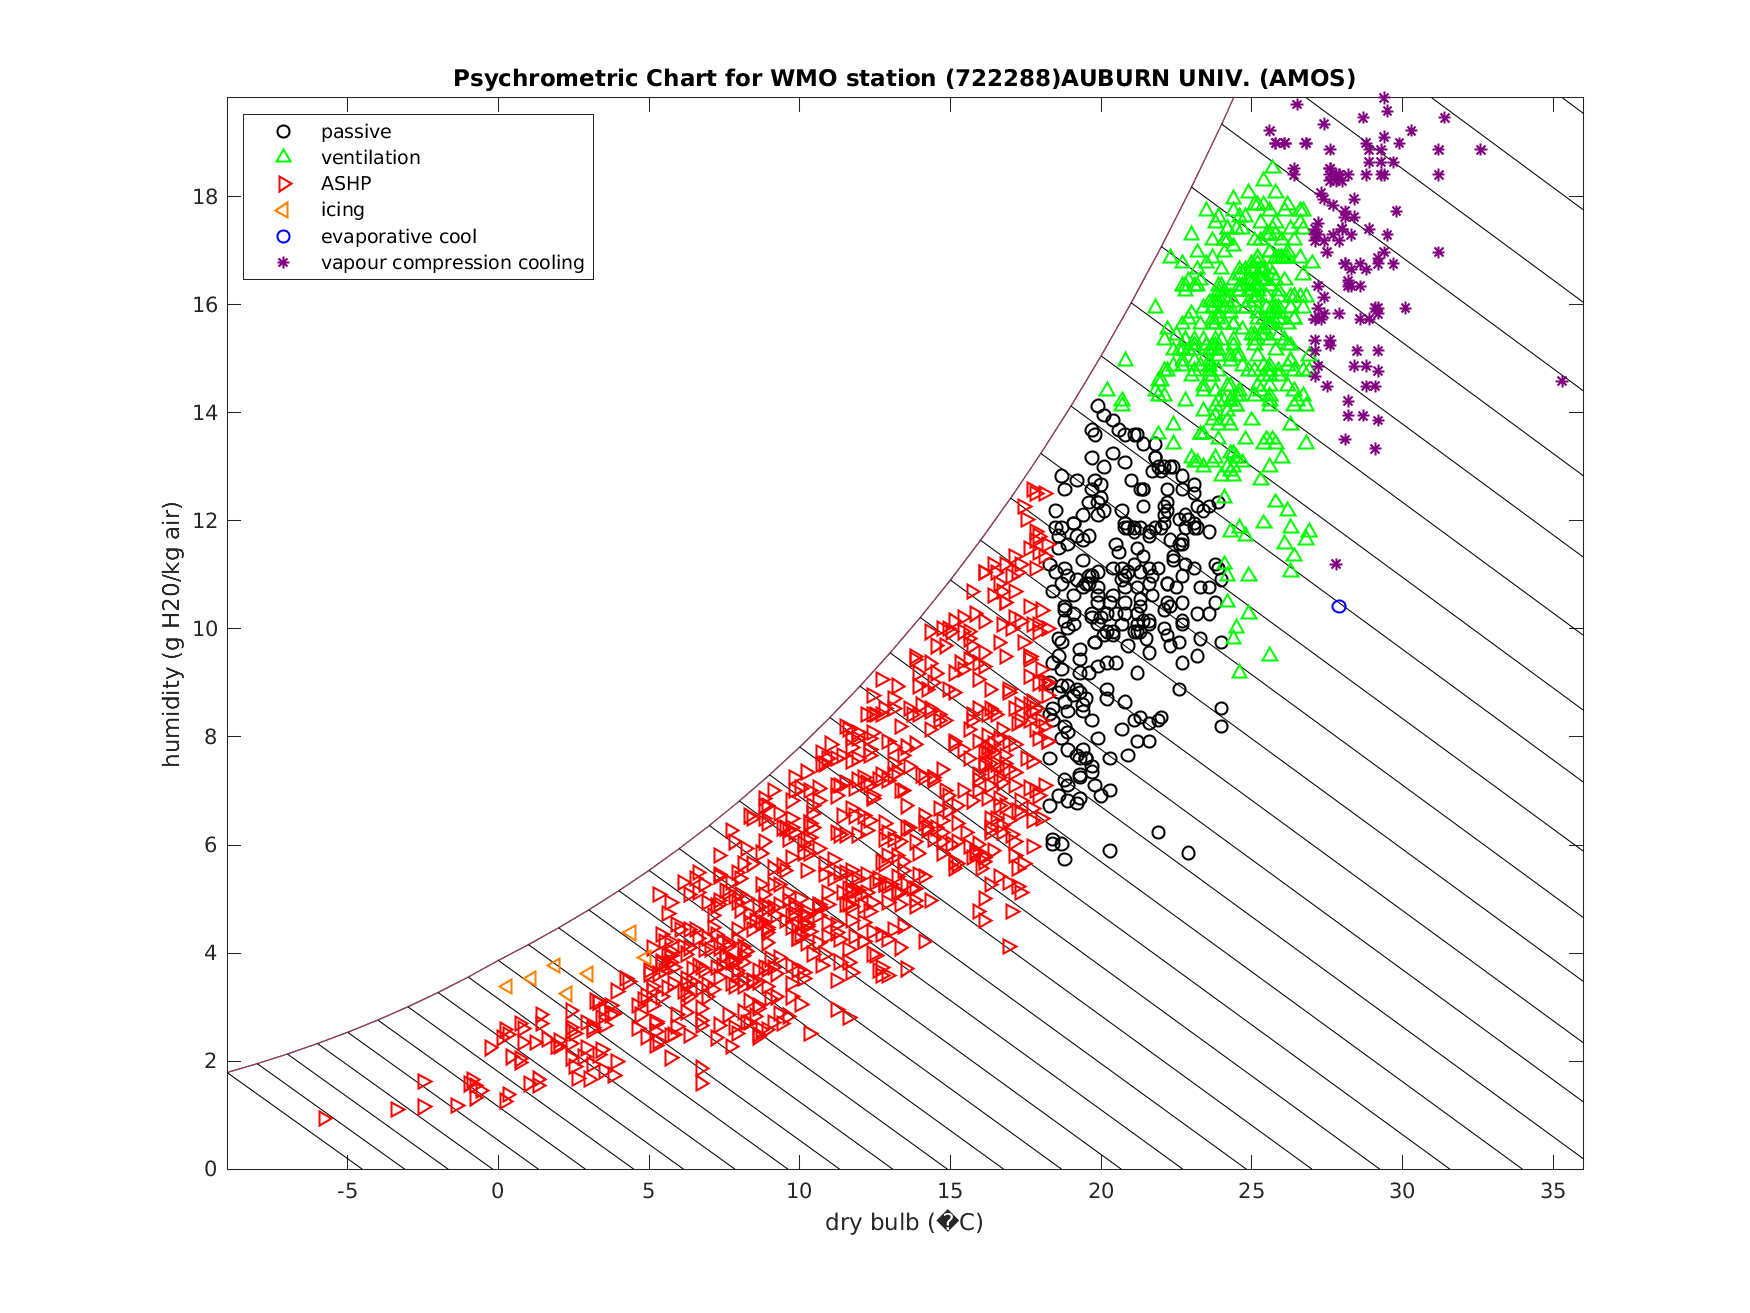 Psychrometric Chart for WMO station (722288)AUBURN UNIV. (AMOS)
passive
ventilation
ASHP
icing
evaporative cool
vapour compression cooling
humidity (g H20/kg air)
18
16
14
12
10
8
6
4
2
0
-5 0 5 10 15 20 25 30 35
dry bulb (�C)